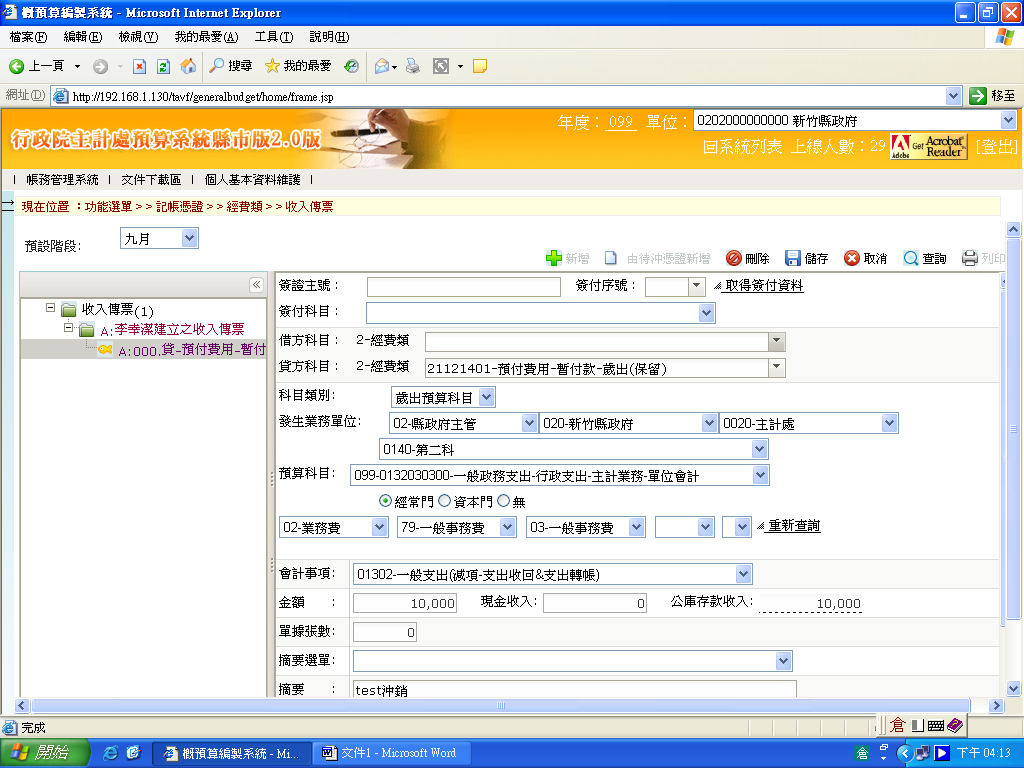 概預算編製系統 - Microsoft Internet Explorer
檔案(F) 編輯(E) 檢視(V) 我的最愛(A) 工具(T) 說明(H)
上一頁 搜尋 我的最愛
網址(D) http://192.168.1.130/tavf/generalbudget/home/frame.jsp 移至
行政院主計處預算系統縣市版2.0版
年度： 099 單位： 0202000000000 新竹縣政府
回系統列表 上線人數：29 Adobe Get Acrobat Reader [登出]
| 帳務管理系統 | 文件下載區 | 個人基本資料維護 |
現在位置 ：功能選單>>記帳憑證>>經費類>>收入傳票
預設階段: 九月
新增 由待沖憑證新增 刪除 儲存 取消 查詢 列印
收入傳票(1)
A:李幸潔建立之收入傳票
A:000.貸-預付費用-暫付
簽證主號： 簽付序號： 取得簽付資料
簽付科目：
借方科目： 2-經費類
貸方科目： 2-經費類 21121401-預付費用-暫付款-歲出(保留)
科目類別: 歲出預算科目
發生業務單位: 02-縣政府主管 020-新竹縣政府 0020-主計處
0140-第二科
預算科目: 099-0132030300-一般政務支出-行政支出-主計業務-單位會計
經常門 資本門 無
02-業務費 79-一般事務費 03-一般事務費 重新查詢
會計事項: 01302-一般支出(減項-支出收回&支出轉帳)
金額 : 10,000 現金收入: 0 公庫存款收入: 10,000
單據張數: 0
摘要選單:
摘要 : test沖銷
完成
倉
開始 概預算編製系統 - Mi... 文件1 - Microsoft Word 倉 下午 04:13